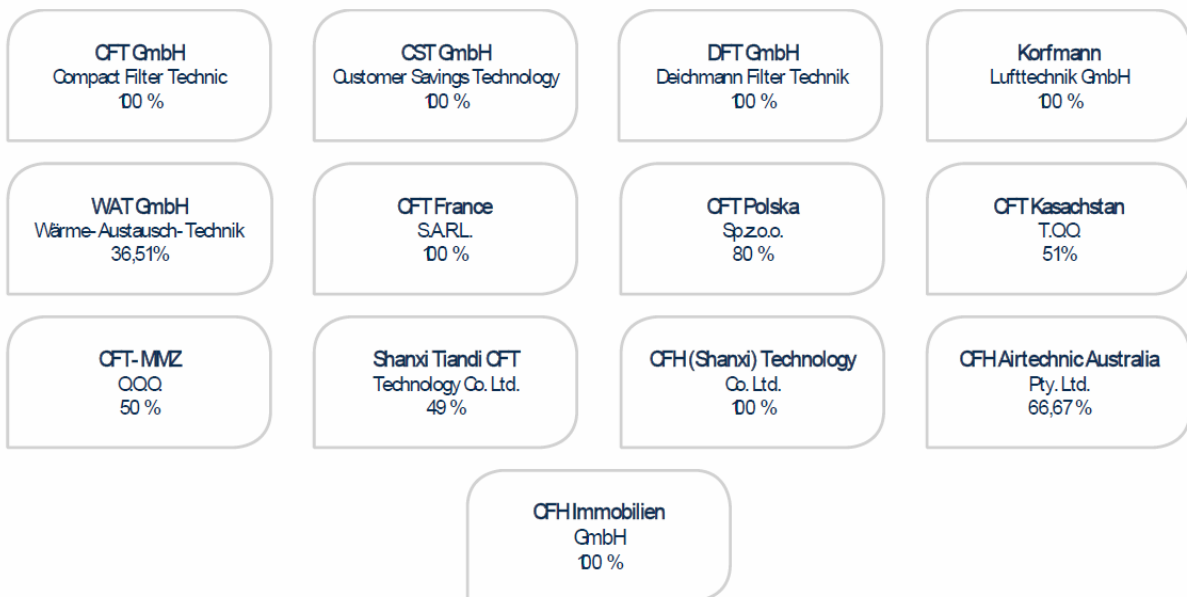 CFT GmbH
Compact Filter Technic
100 %
CST GmbH
Customer Savings Technology
100 %
DFT GmbH
Deichmann Filter Technik
100 %
Korfmann
Lufttechnik GmbH
100 %
WAT GmbH
Wärme-Austausch-Technik
36,51%
CFT France
S.A.R.L.
100 %
CFT Polska
Sp.z.o.o.
80 %
CFT Kasachstan
T.O.O.
51%
CFT-MMZ
O.O.O.
50 %
Shanxi Tiandi CFT
Technology Co. Ltd.
49 %
CFH (Shanxi) Technology
Co. Ltd.
100 %
CFH Airtechnic Australia
Pty. Ltd.
66,67 %
CFH Immobilien
GmbH
100 %